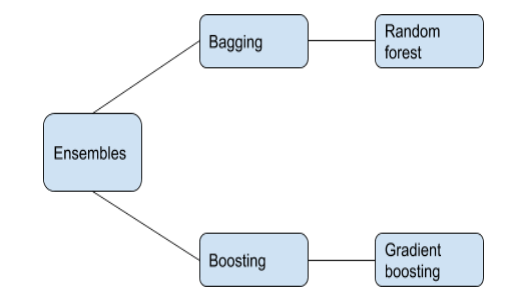 Bagging
Random
forest
Ensembles
Boosting
Gradient
boosting